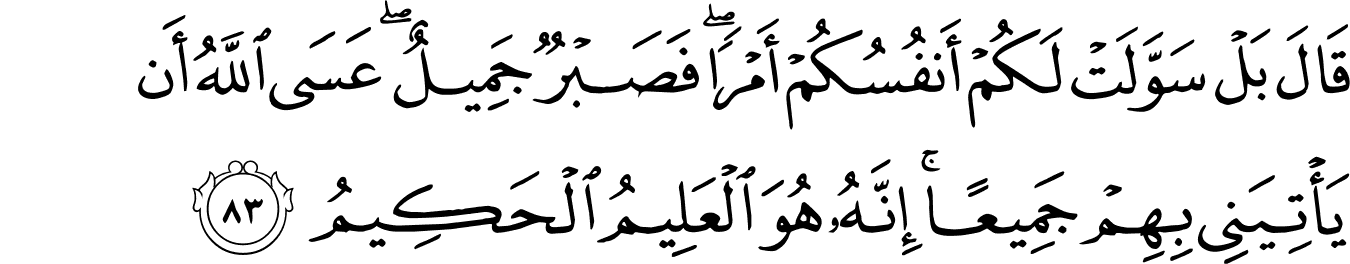 قَالَ بَلْ سَوَّلَتْ لَكُمْ أَنفُسُكُمْ أَمْرًا ۖ فَصَبْرٌ جَمِيلٌ ۖ عَسَى ٱللَّهُ أَن
يَأْتِيَنِى بِهِمْ جَمِيعًا ۚ إِنَّهُۥ هُوَ ٱلْعَلِيمُ ٱلْحَكِيمُ ٨٣